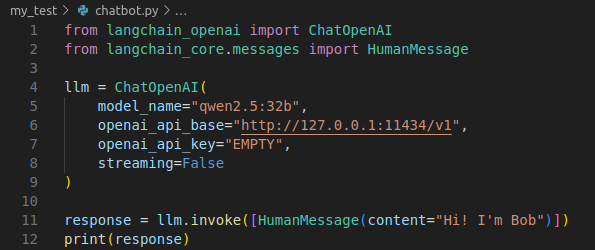 my_test > chatbot.py > ...
1 from langchain_openai import ChatOpenAI
2 from langchain_core.messages import HumanMessage
3
4 llm = ChatOpenAI(
5     model_name="qwen2.5:32b",
6     openai_api_base="http://127.0.0.1:11434/v1",
7     openai_api_key="EMPTY",
8     streaming=False
9 )
10
11 response = llm.invoke([HumanMessage(content="Hi! I'm Bob")])
12 print(response)